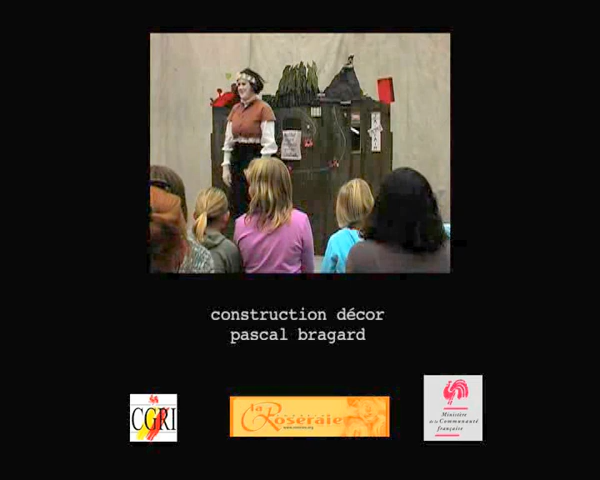 construction décor
pascal bragard
CGRI
la
Roseraie
Ministère
de la Communauté
française